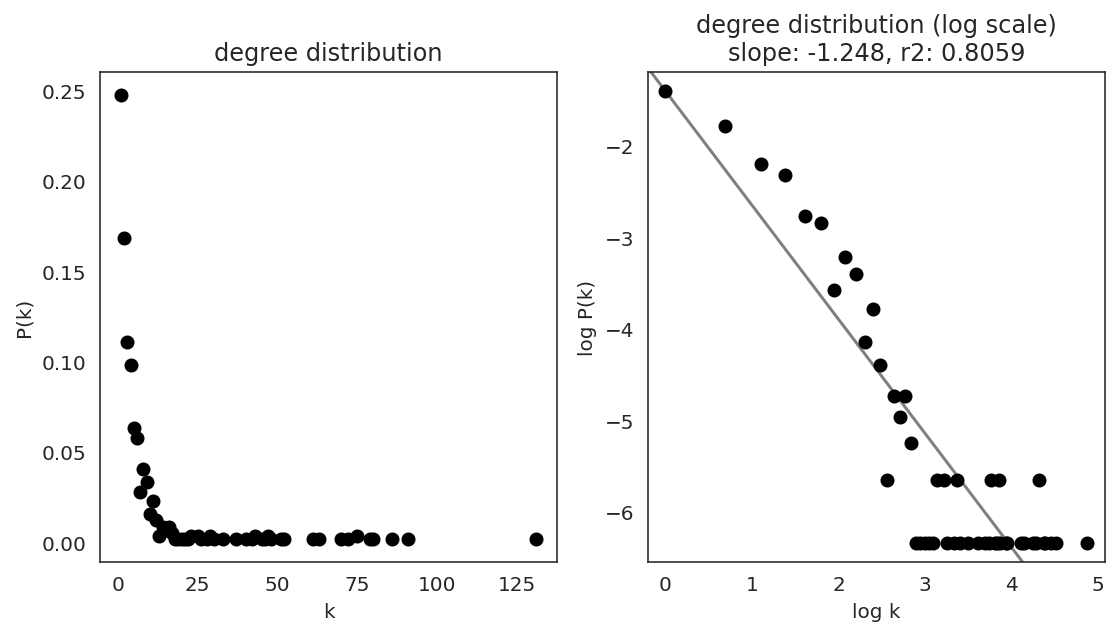 degree distribution
0.25
0.20
0.15
0.10
0.05
0.00
P(k)
0 25 50 75 100 125
k
degree distribution (log scale)
slope: -1.248, r2: 0.8059
−2
−3
−4
−5
−6
log P(k)
0 1 2 3 4 5
log k